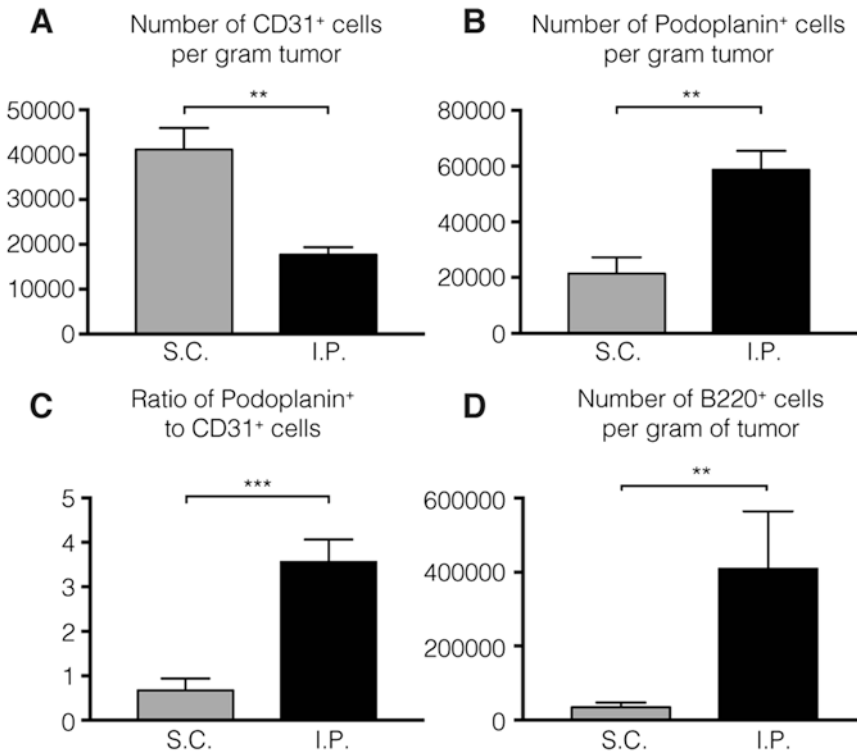 A
Number of CD31⁺ cells
per gram tumor
50000
40000
30000
20000
10000
0
**
S.C.
I.P.
B
Number of Podoplanin⁺ cells
per gram tumor
80000
60000
40000
20000
0
**
S.C.
I.P.
C
Ratio of Podoplanin⁺
to CD31⁺ cells
5
4
3
2
1
0
***
S.C.
I.P.
D
Number of B220⁺ cells
per gram of tumor
600000
400000
200000
0
**
S.C.
I.P.